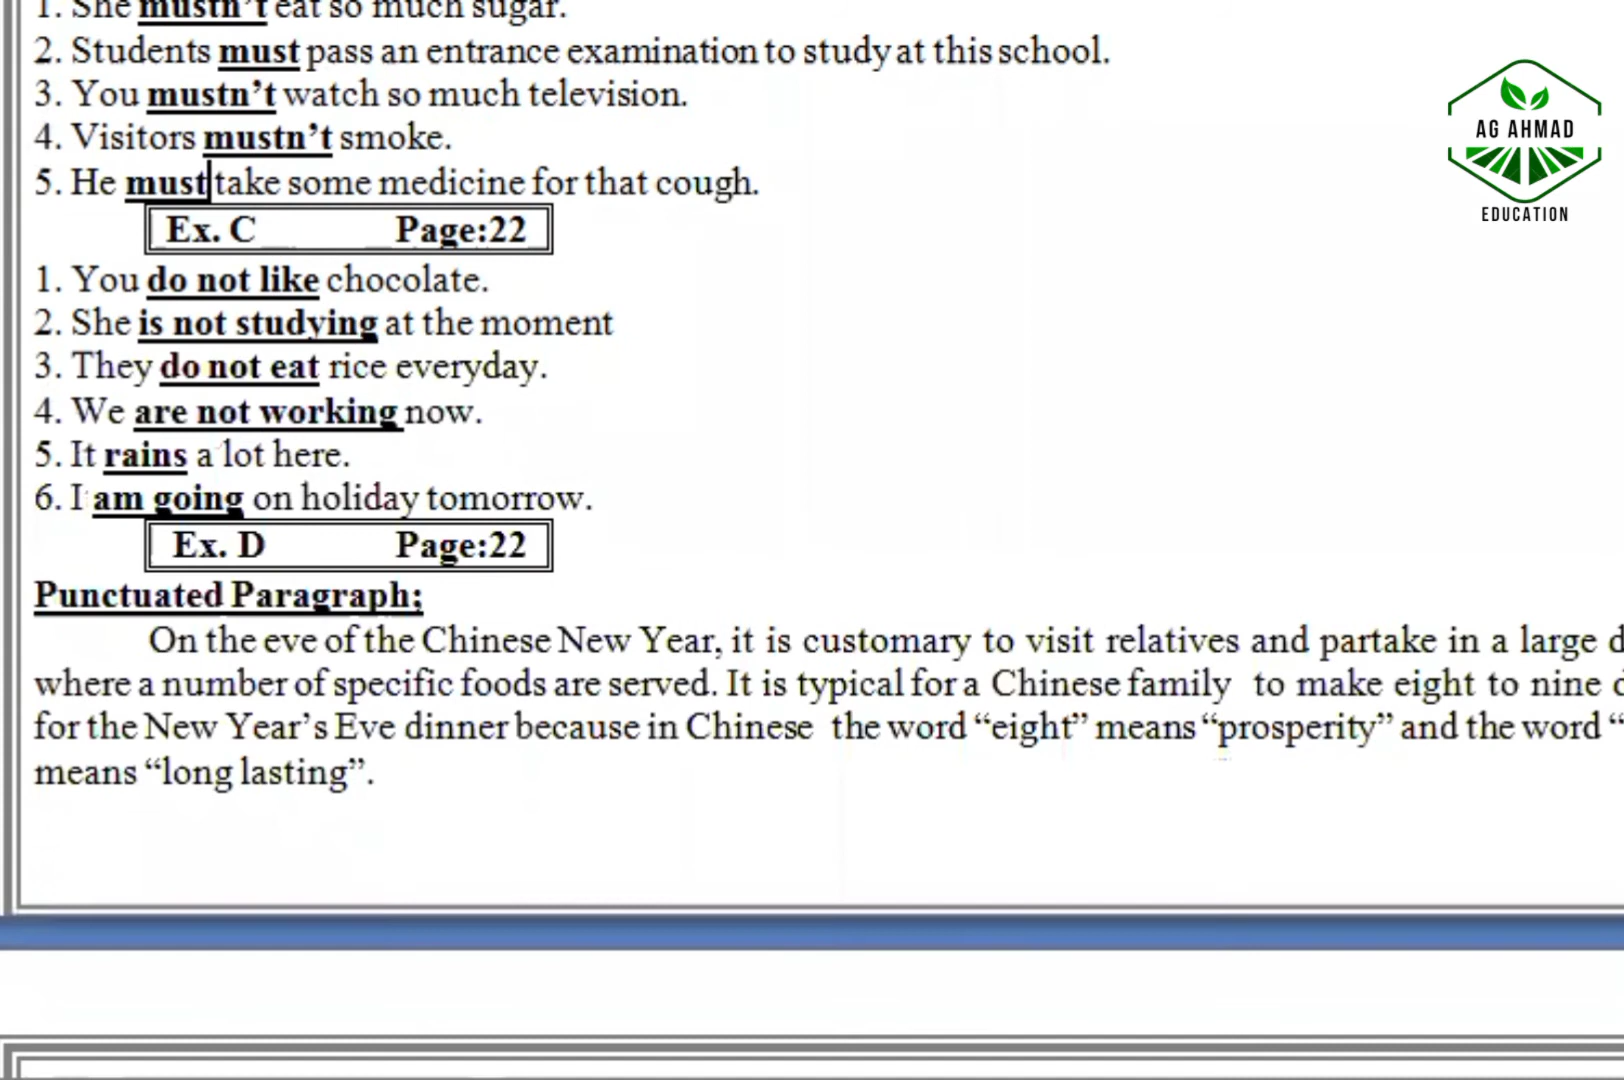 1. She mustn’t eat so much sugar.
2. Students must pass an entrance examination to study at this school.
3. You mustn’t watch so much television.
4. Visitors mustn’t smoke.
5. He must take some medicine for that cough.
Ex. C Page:22
1. You do not like chocolate.
2. She is not studying at the moment
3. They do not eat rice everyday.
4. We are not working now.
5. It rains a lot here.
6. I am going on holiday tomorrow.
Ex. D Page:22
Punctuated Paragraph;
On the eve of the Chinese New Year, it is customary to visit relatives and partake in a large
where a number of specific foods are served. It is typical for a Chinese family to make eight to nine
for the New Year’s Eve dinner because in Chinese the word “eight” means “prosperity” and the word “
means “long lasting”.
AG AHMAD
EDUCATION